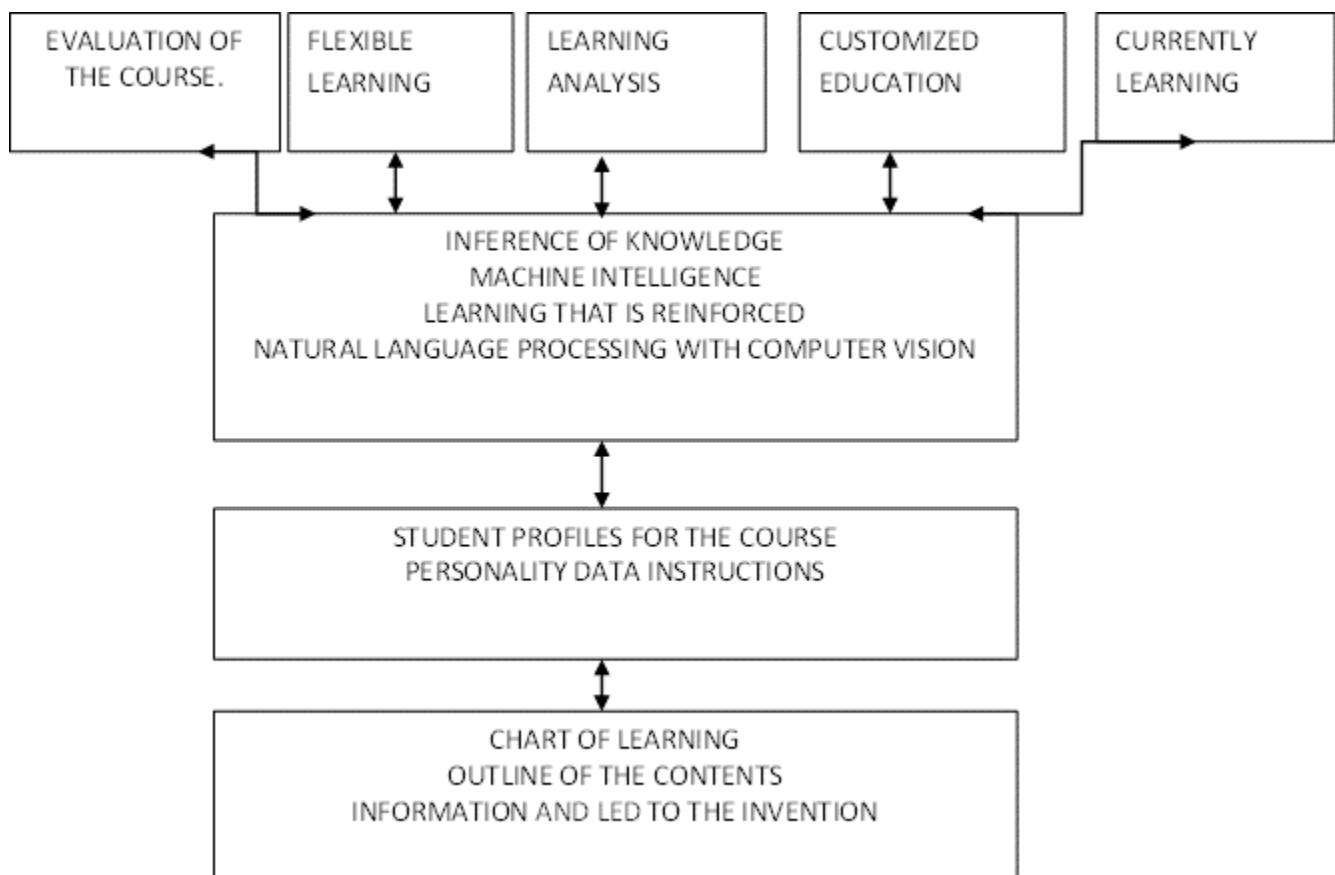 EVALUATION OF
THE COURSE.
FLEXIBLE
LEARNING
LEARNING
ANALYSIS
CUSTOMIZED
EDUCATION
CURRENTLY
LEARNING
INFERENCE OF KNOWLEDGE
MACHINE INTELLIGENCE
LEARNING THAT IS REINFORCED
NATURAL LANGUAGE PROCESSING WITH COMPUTER VISION
STUDENT PROFILES FOR THE COURSE
PERSONALITY DATA INSTRUCTIONS
CHART OF LEARNING
OUTLINE OF THE CONTENTS
INFORMATION AND LED TO THE INVENTION